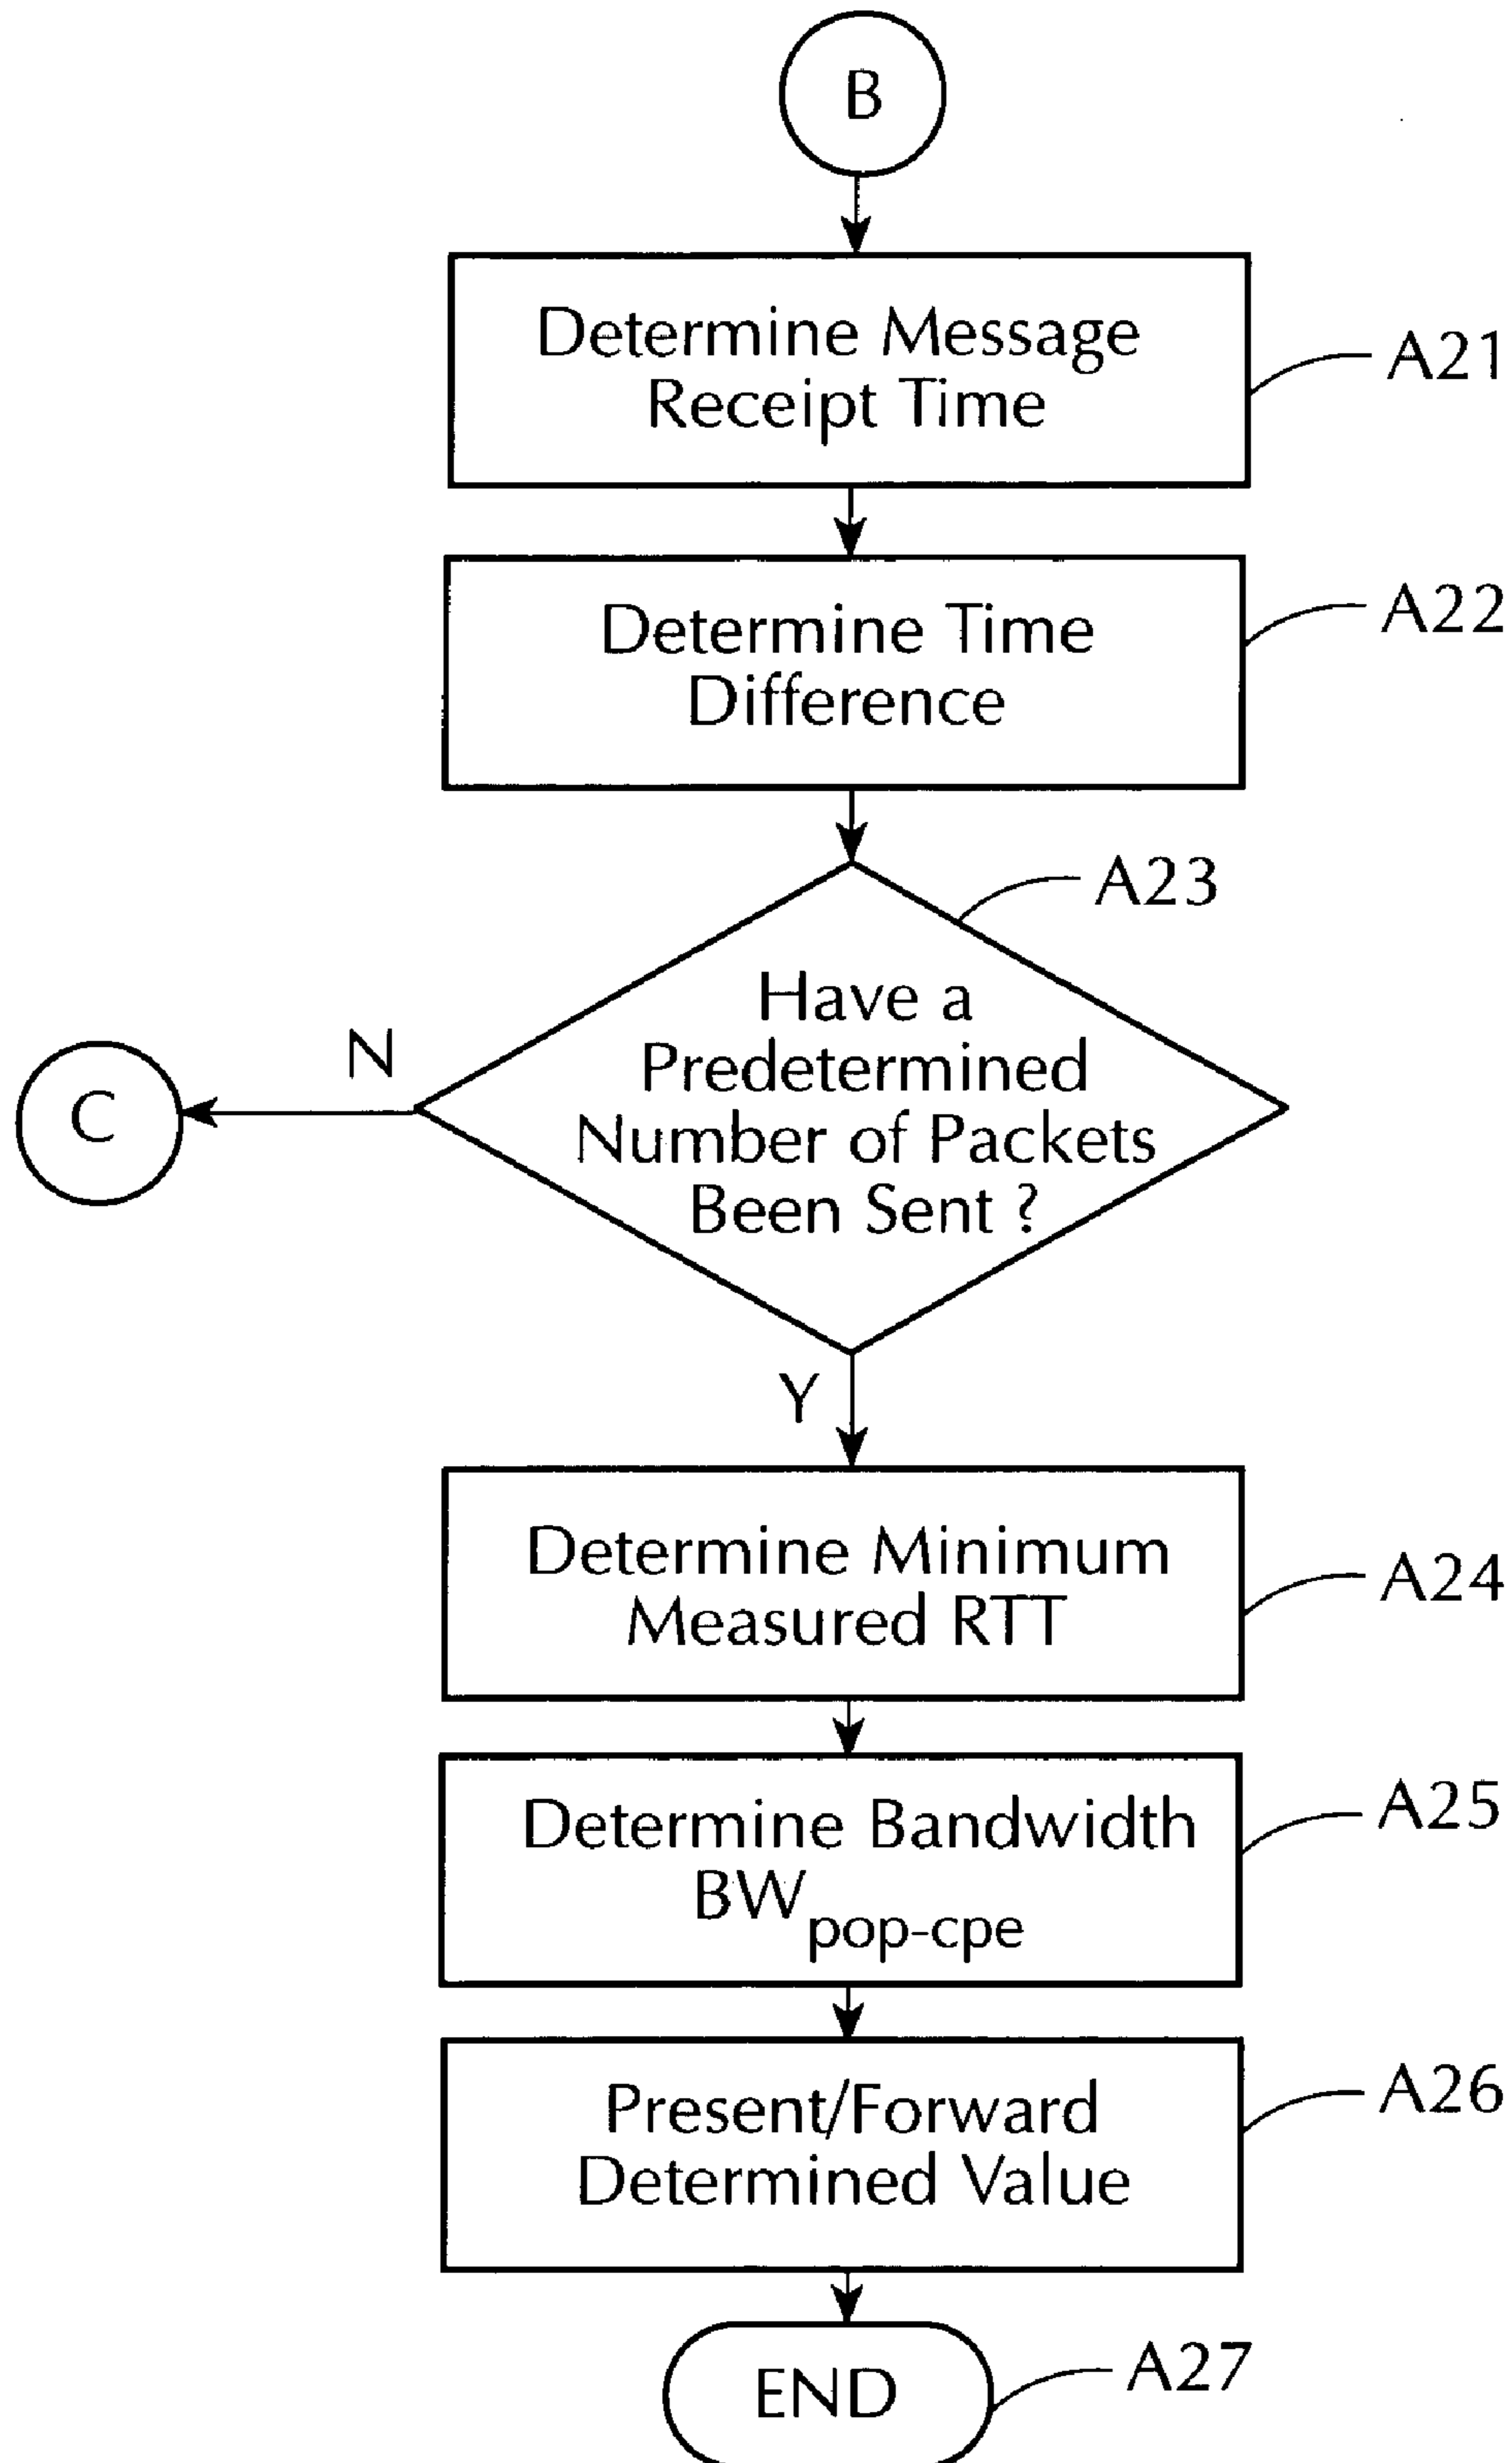 B
Determine Message
Receipt Time
A21
Determine Time
Difference
A22
A23
Have a
Predetermined
Number of Packets
Been Sent ?
N
C
Y
Determine Minimum
Measured RTT
A24
Determine Bandwidth
BWpop-cpe
A25
Present/Forward
Determined Value
A26
END
A27